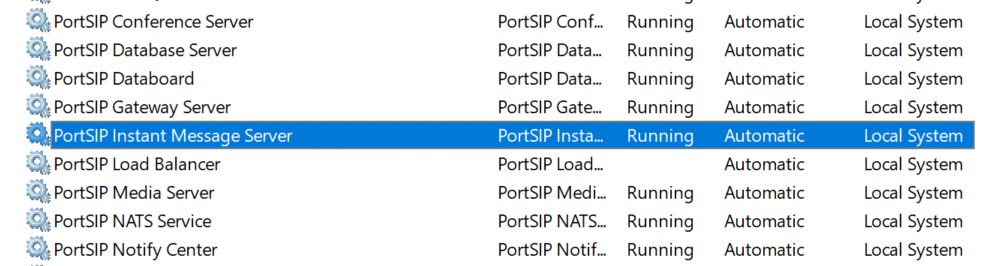 PortSIP Conference Server PortSIP Conf... Running Automatic Local System
PortSIP Database Server PortSIP Data... Running Automatic Local System
PortSIP Databoard PortSIP Data... Running Automatic Local System
PortSIP Gateway Server PortSIP Gate... Running Automatic Local System
PortSIP Instant Message Server PortSIP Insta... Running Automatic Local System
PortSIP Load Balancer PortSIP Load... Automatic Local System
PortSIP Media Server PortSIP Medi... Running Automatic Local System
PortSIP NATS Service PortSIP NATS... Running Automatic Local System
PortSIP Notify Center PortSIP Notif... Running Automatic Local System